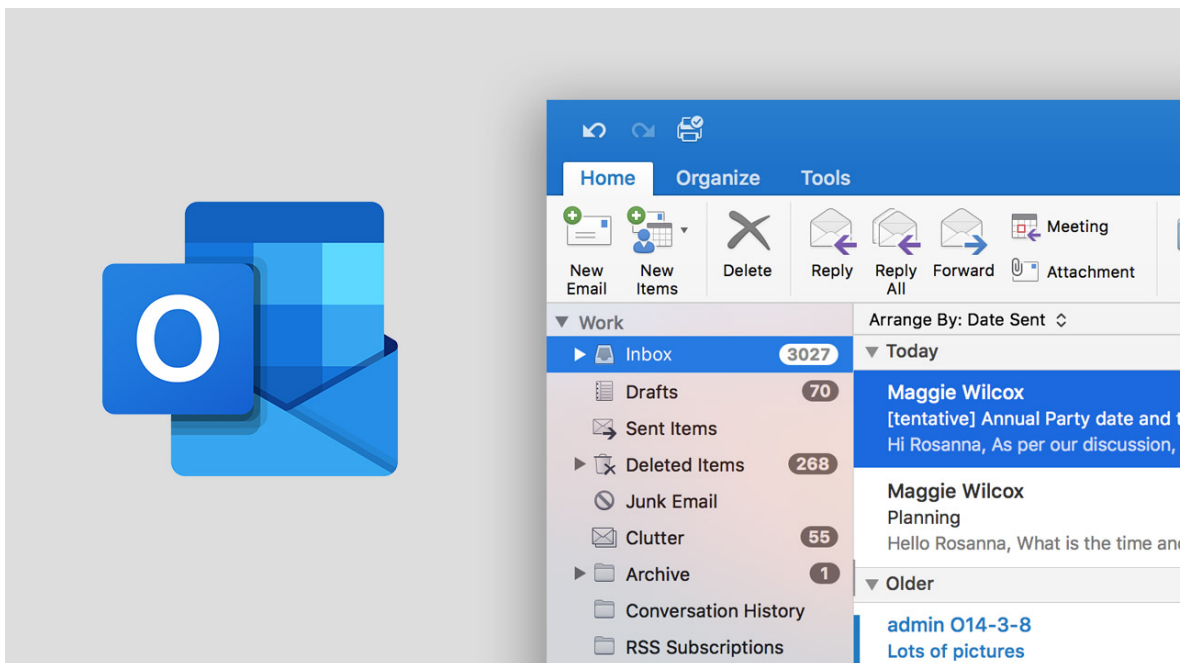 O
Home Organize Tools
New Email
New Items
Delete
Reply
Reply All
Forward
Meeting
Attachment
Work
Inbox 3027
Drafts 70
Sent Items
Deleted Items 268
Junk Email
Clutter 55
Archive 1
Conversation History
RSS Subscriptions
Arrange By: Date Sent
Today
Maggie Wilcox
[tentative] Annual Party date and t
Hi Rosanna, As per our discussion,
Maggie Wilcox
Planning
Hello Rosanna, What is the time an
Older
admin O14-3-8
Lots of pictures